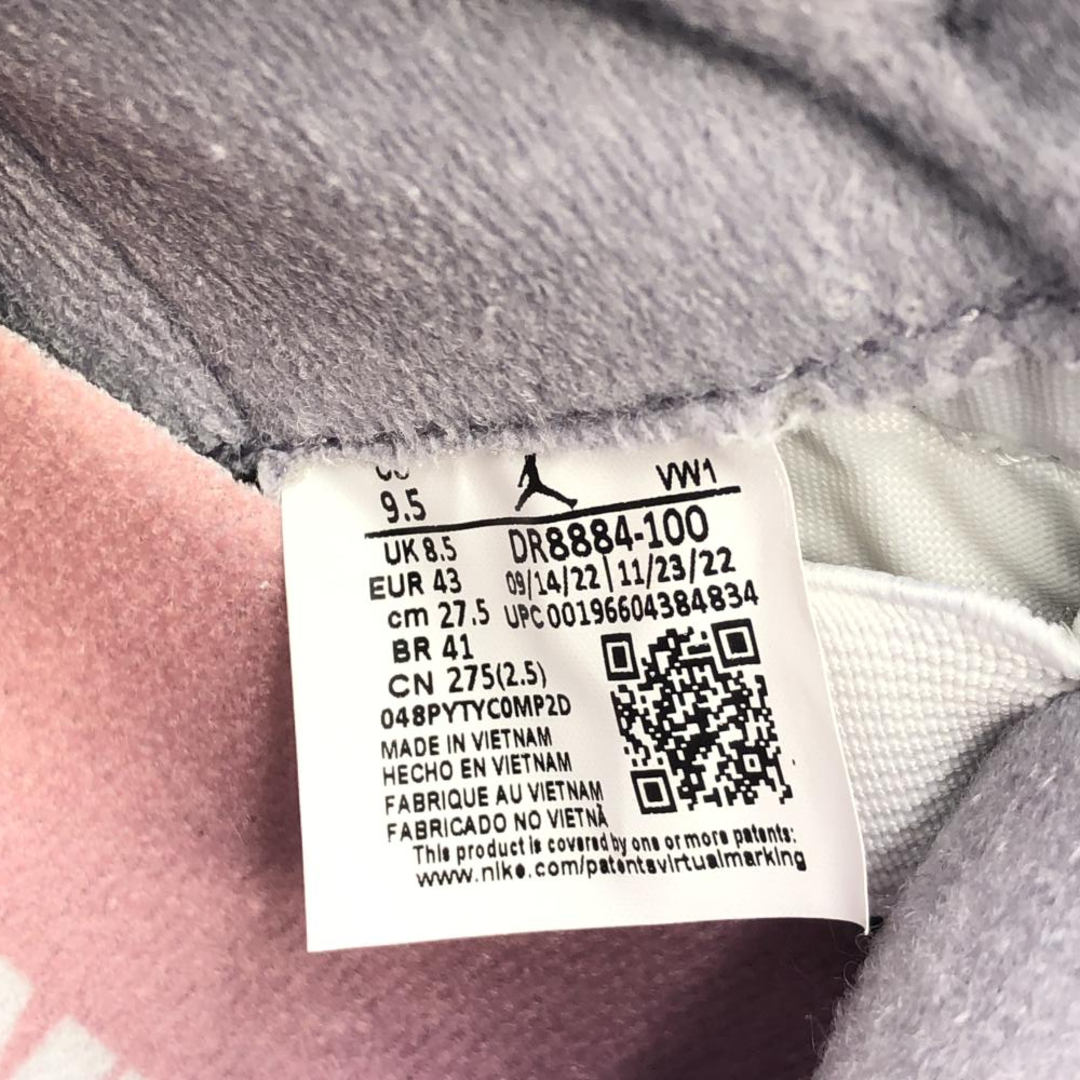 9.5 VW1
UK 8.5 DR8884-100
EUR 43 09/14/22 | 11/23/22
cm 27.5 UPC 00196604384834
BR 41
CN 275(2.5)
048PYTYC0MP2D
MADE IN VIETNAM
HECHO EN VIETNAM
FABRIQUE AU VIETNAM
FABRICADO NO VIETNÃ
This product is covered by one or more patents:
www.nike.com/patentsvirtualmarking